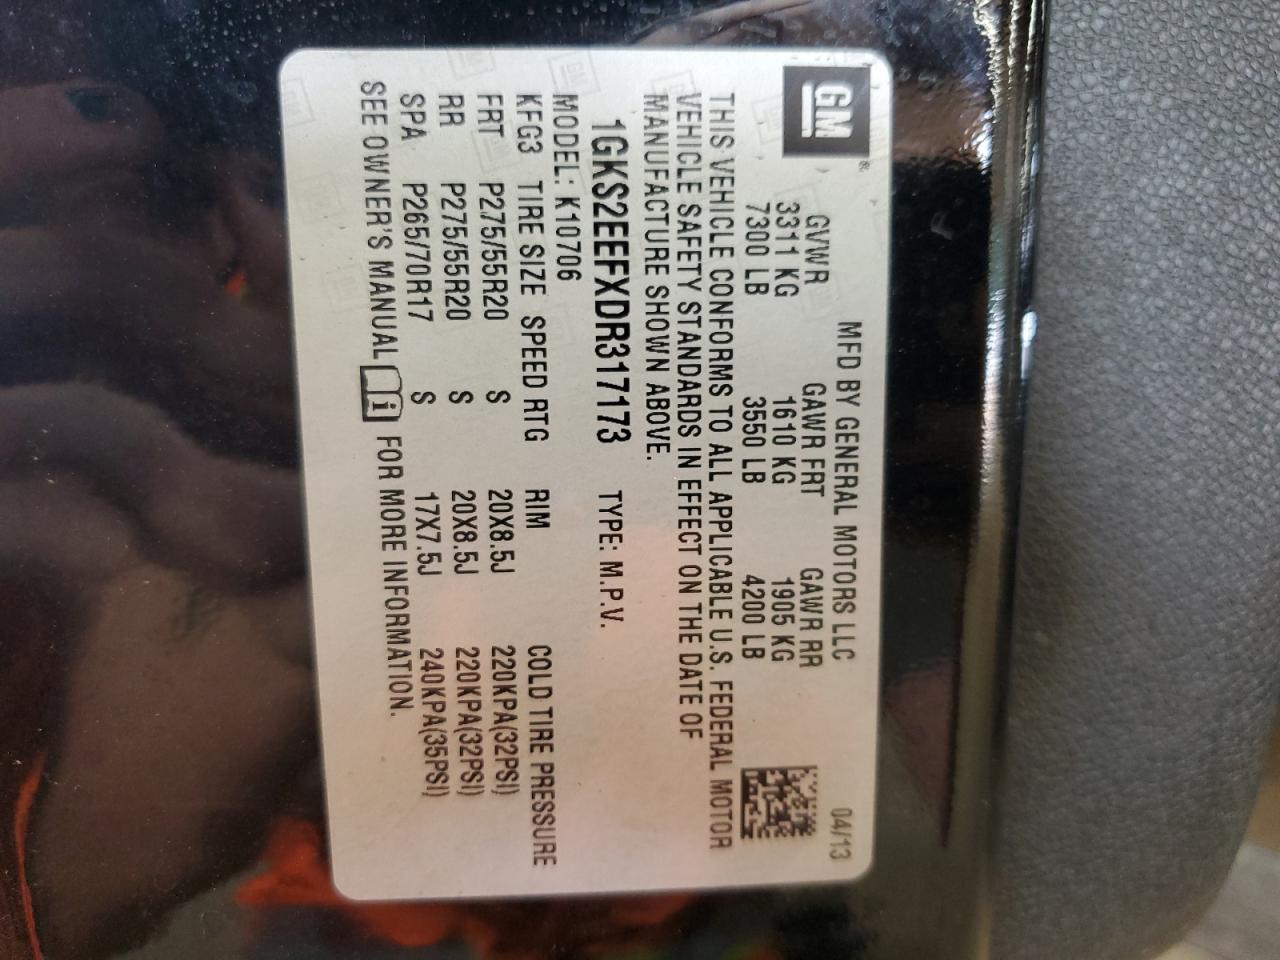 GM®
MFD BY GENERAL MOTORS LLC 04/13
GVWR GAWR FRT GAWR RR
3311 KG 1610 KG 1905 KG
7300 LB 3550 LB 4200 LB
THIS VEHICLE CONFORMS TO ALL APPLICABLE U.S. FEDERAL MOTOR
VEHICLE SAFETY STANDARDS IN EFFECT ON THE DATE OF
MANUFACTURE SHOWN ABOVE.
1GKS2EEFXDR317173 TYPE: M.P.V.
MODEL: K10706
KFG3 TIRE SIZE SPEED RTG RIM COLD TIRE PRESSURE
FRT P275/55R20 S 20X8.5J 220KPA(32PSI)
RR P275/55R20 S 20X8.5J 220KPA(32PSI)
SPA P265/70R17 S 17X7.5J 240KPA(35PSI)
SEE OWNER'S MANUAL i FOR MORE INFORMATION.